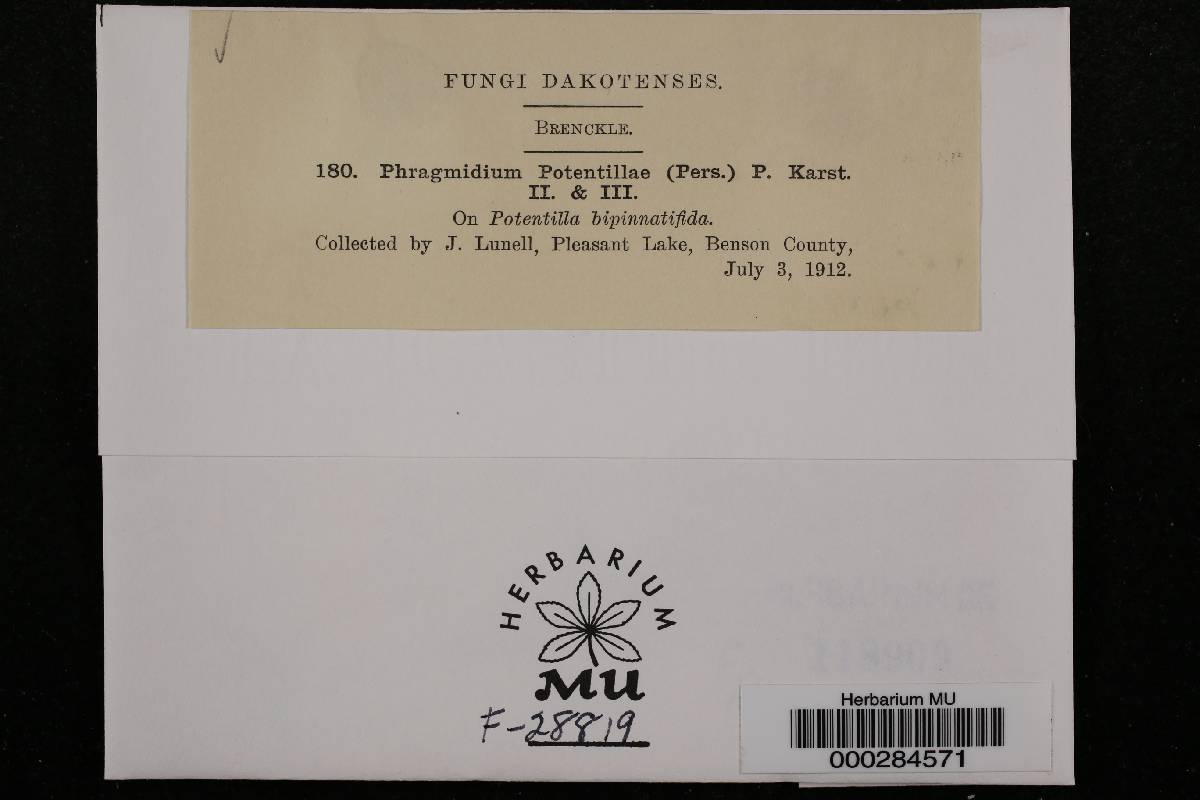 FUNGI DAKOTENSES.
BRENCKLE.
180. Phragmidium Potentillae (Pers.) P. Karst.
II. & III.
On Potentilla bipinnatifida.
Collected by J. Lunell, Pleasant Lake, Benson County,
July 3, 1912.
HERBARIUM
MU
F-28819
Herbarium MU
000284571